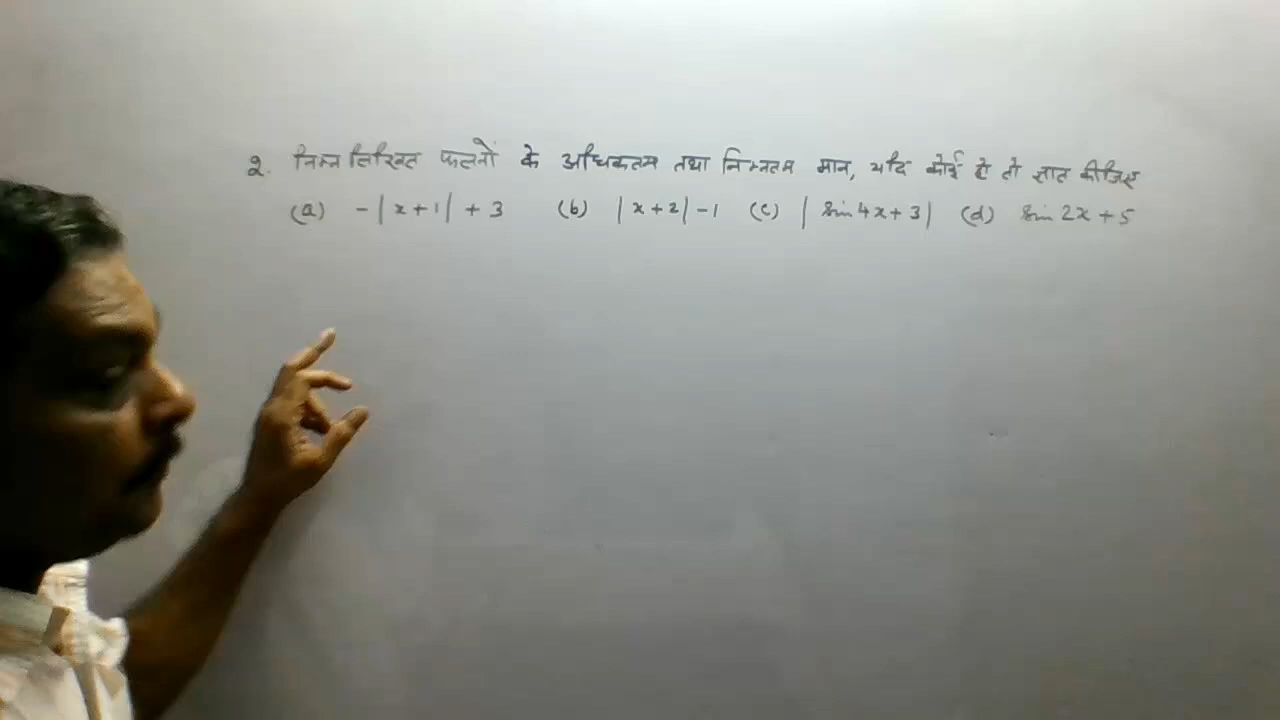 2. निम्नलिखित फलनों के अधिकतम तथा निम्नतम मान, यदि कोई हो तो ज्ञात कीजिए
(a) -|x+1| + 3 (b) |x+2|-1 (c) |sin 4x+3| (d) sin 2x + 5